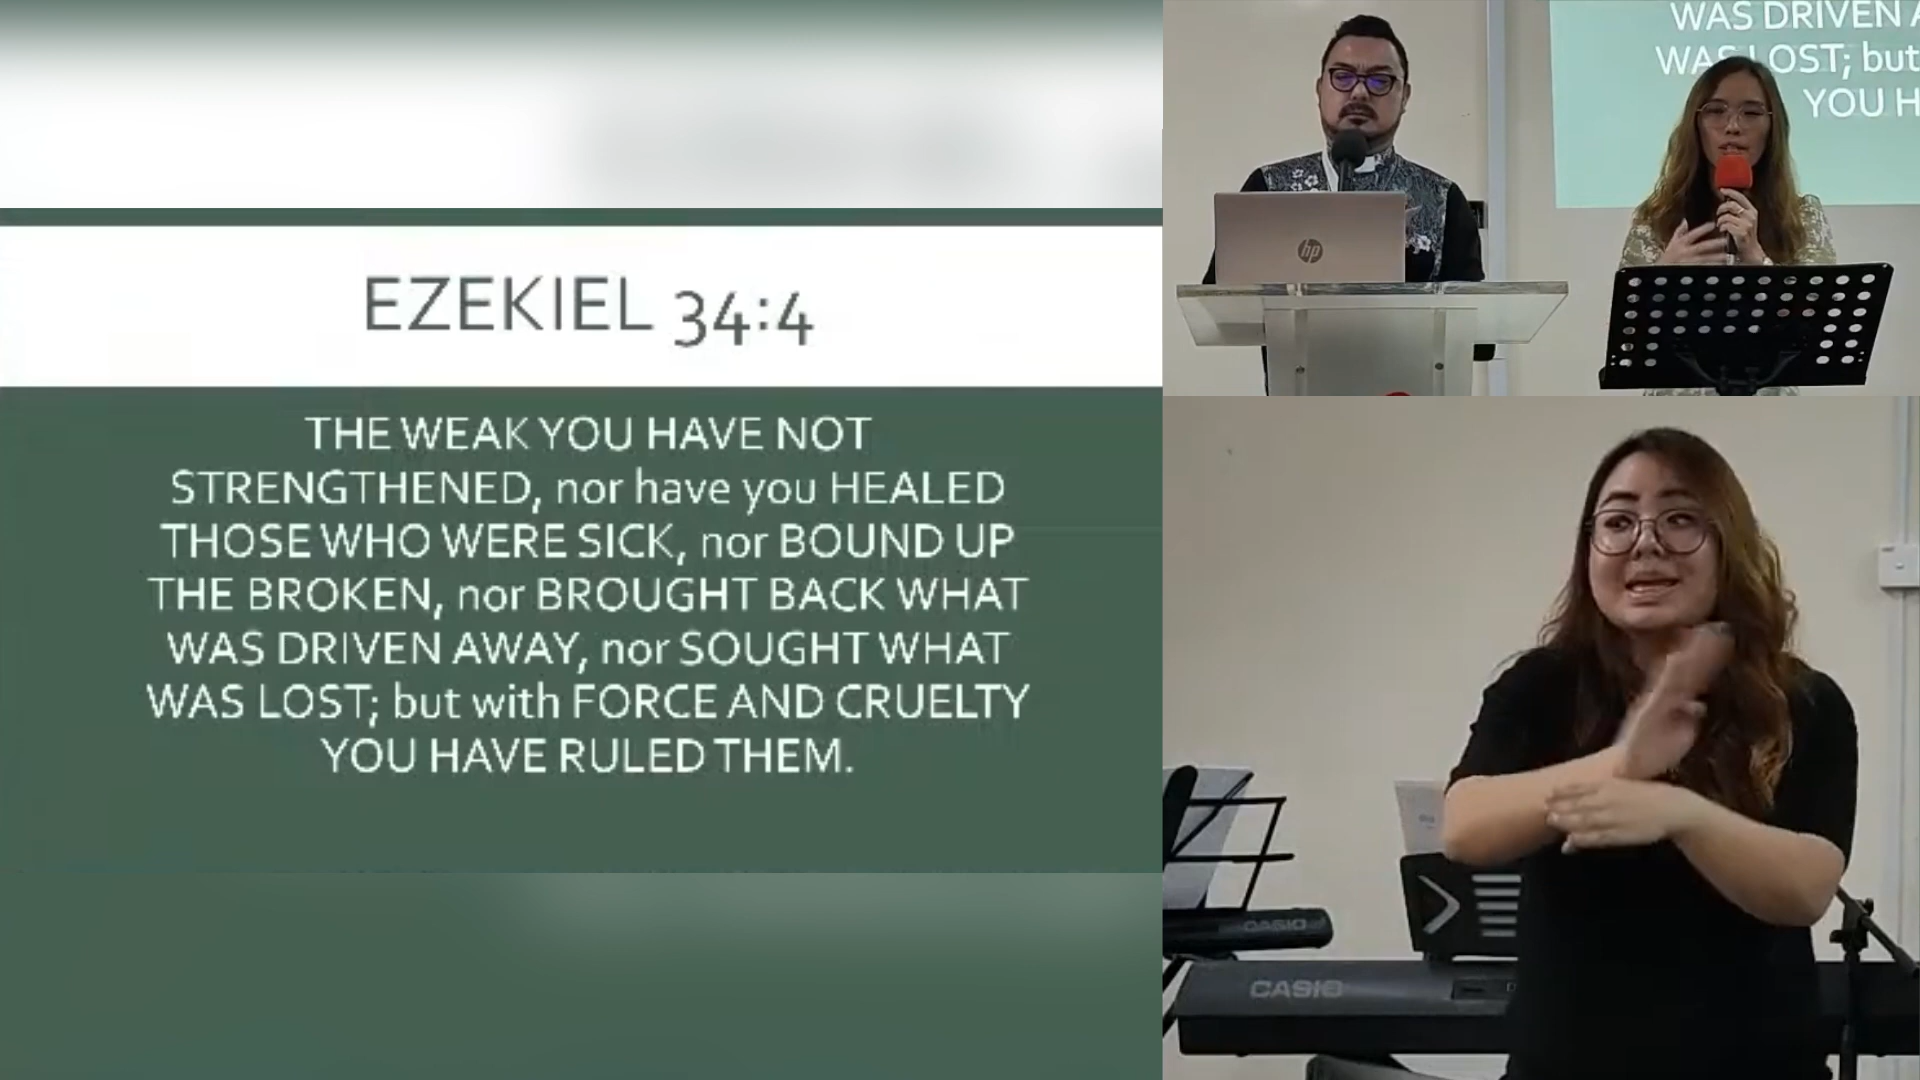 EZEKIEL 34:4
THE WEAK YOU HAVE NOT
STRENGTHENED, nor have you HEALED
THOSE WHO WERE SICK, nor BOUND UP
THE BROKEN, nor BROUGHT BACK WHAT
WAS DRIVEN AWAY, nor SOUGHT WHAT
WAS LOST; but with FORCE AND CRUELTY
YOU HAVE RULED THEM.
WAS DRIVEN
WAS LOST; but
YOU H
hp
CASIO
CASIO